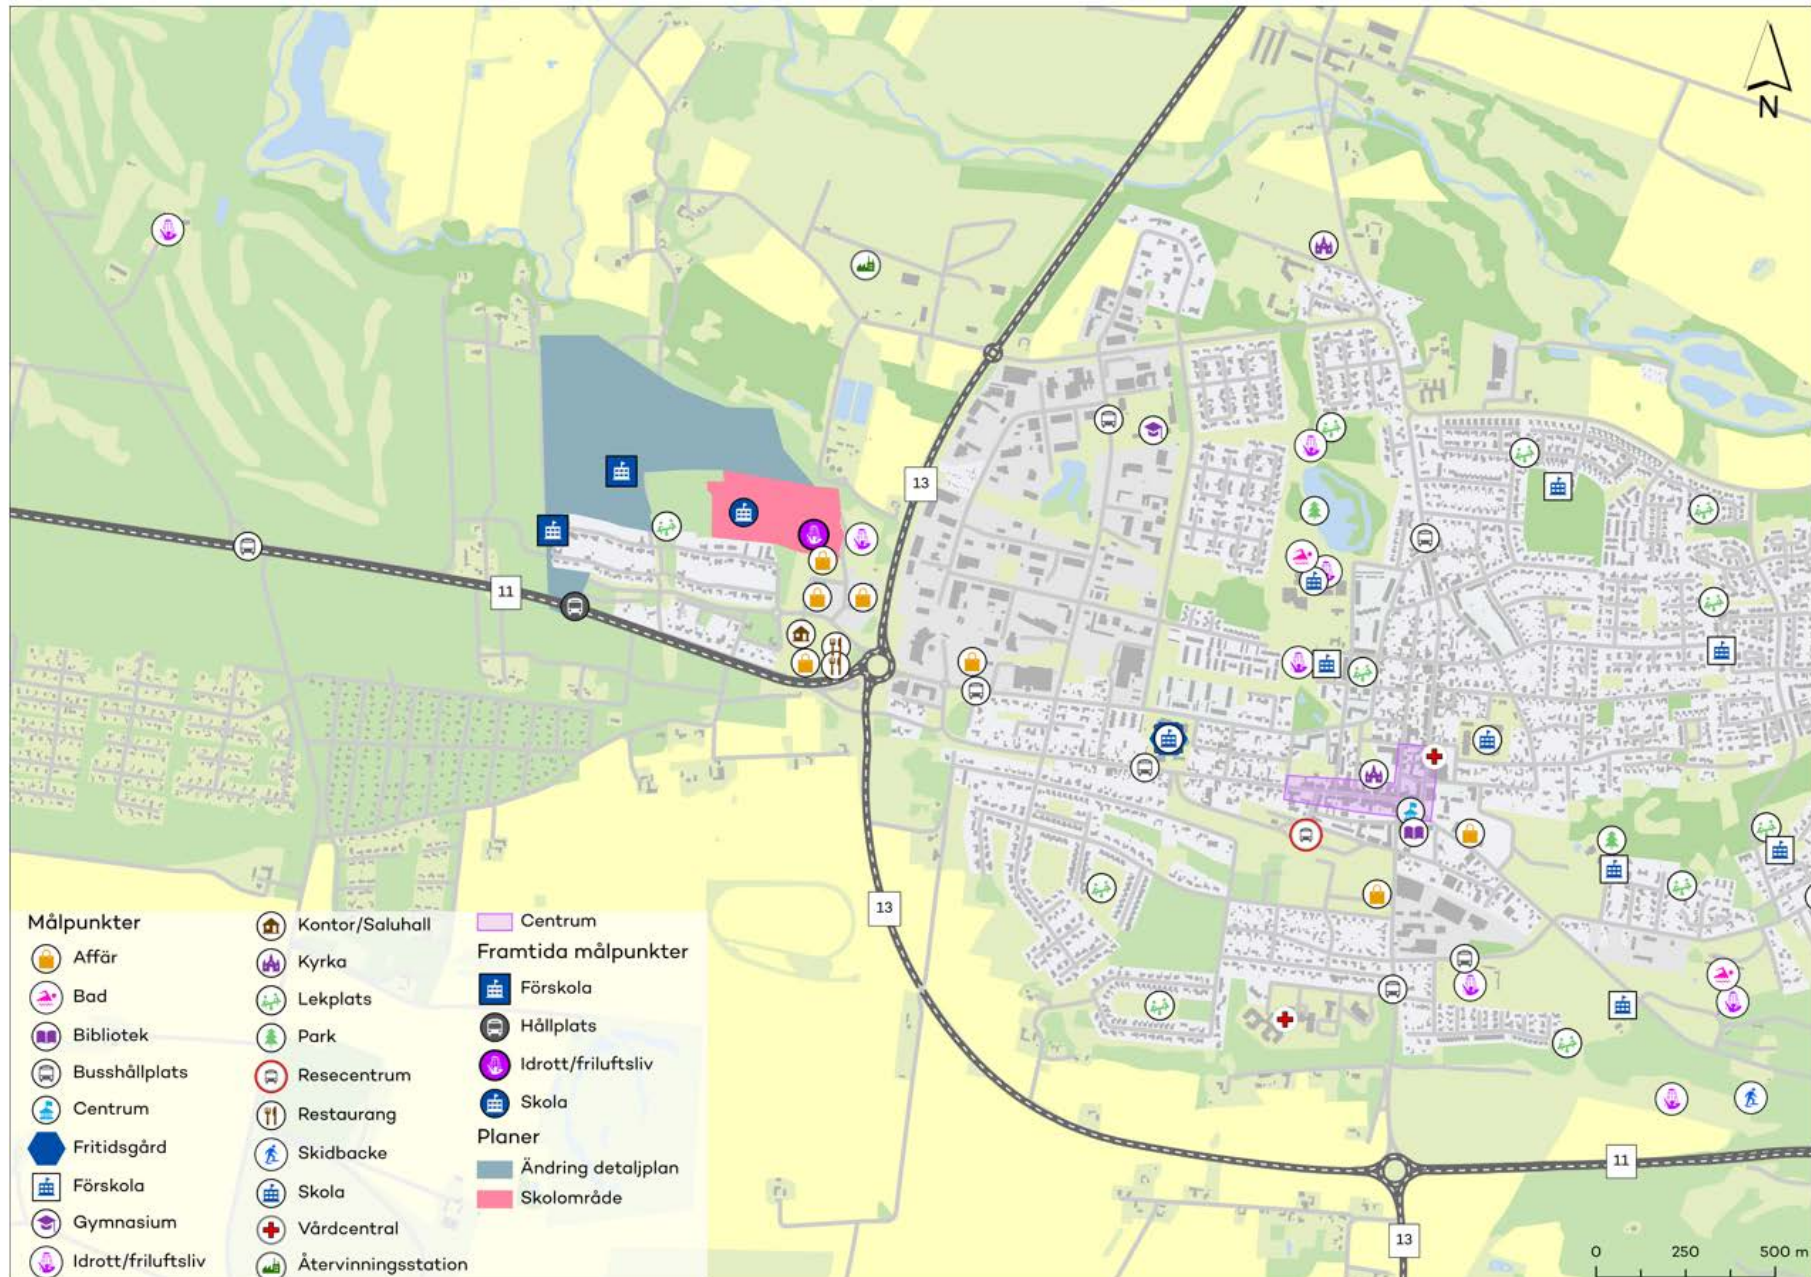 N
13
11
13
11
13
Målpunkter
Affär
Bad
Bibliotek
Busshållplats
Centrum
Fritidsgård
Förskola
Gymnasium
Idrott/friluftsliv
Kontor/Saluhall
Kyrka
Lekplats
Park
Resecentrum
Restaurang
Skidbacke
Skola
Vårdcentral
Återvinningsstation
Centrum
Framtida målpunkter
Förskola
Hållplats
Idrott/friluftsliv
Skola
Planer
Ändring detaljplan
Skolområde
0 250 500 m